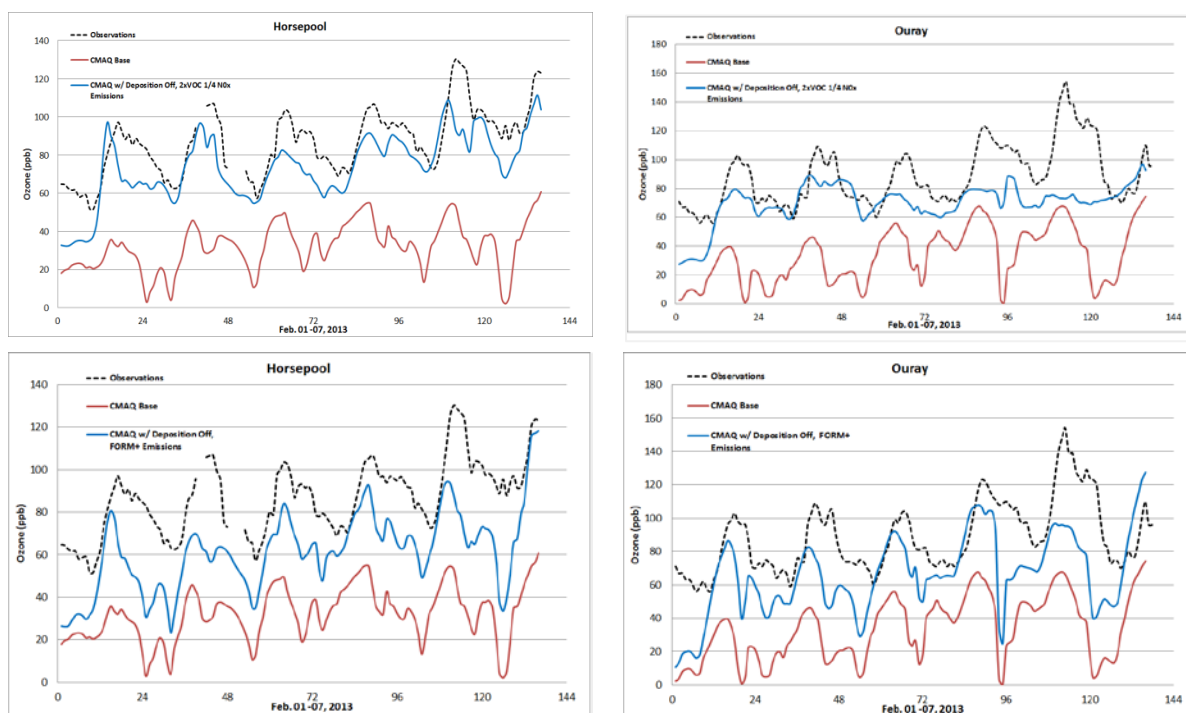 Horsepool
140
120
100
80
60
40
20
0
Ozone (ppb)
Observations
CMAQ Base
CMAQ w/ Deposition Off, 2xVOC 1/4 N0x
Emissions
0 24 48 72 96 120 144
Feb. 01-07, 2013
Ouray
180
160
140
120
100
80
60
40
20
0
Ozone (ppb)
Observations
CMAQ Base
CMAQ w/ Deposition Off, 2xVOC 1/4 N0x
Emissions
0 24 48 72 96 120 144
Feb. 01-07, 2013
Horsepool
140
120
100
80
60
40
20
0
Ozone (ppb)
Observations
CMAQ Base
CMAQ w/ Deposition Off,
FORM+ Emissions
0 24 48 72 96 120 144
Feb. 01-07, 2013
Ouray
180
160
140
120
100
80
60
40
20
0
Ozone (ppb)
Observations
CMAQ Base
CMAQ w/ Deposition Off, FORM+
Emissions
0 24 48 72 96 120 144
Feb. 01 -07, 2013